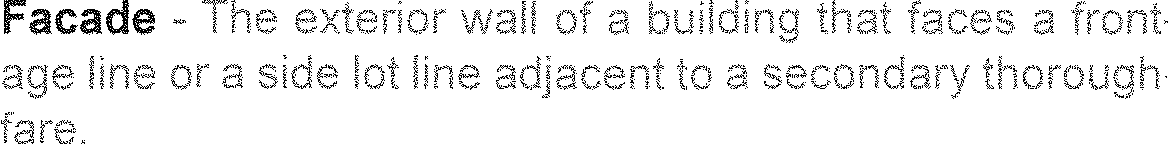 Facade - The exterior wall of a building that faces a front-
age line or a side lot line adjacent to a secondary thorough-
fare.